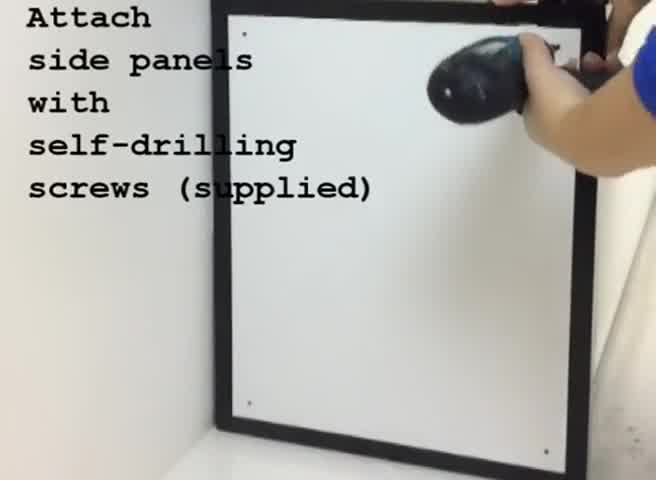 Attach
side panels
with
self-drilling
screws (supplied)